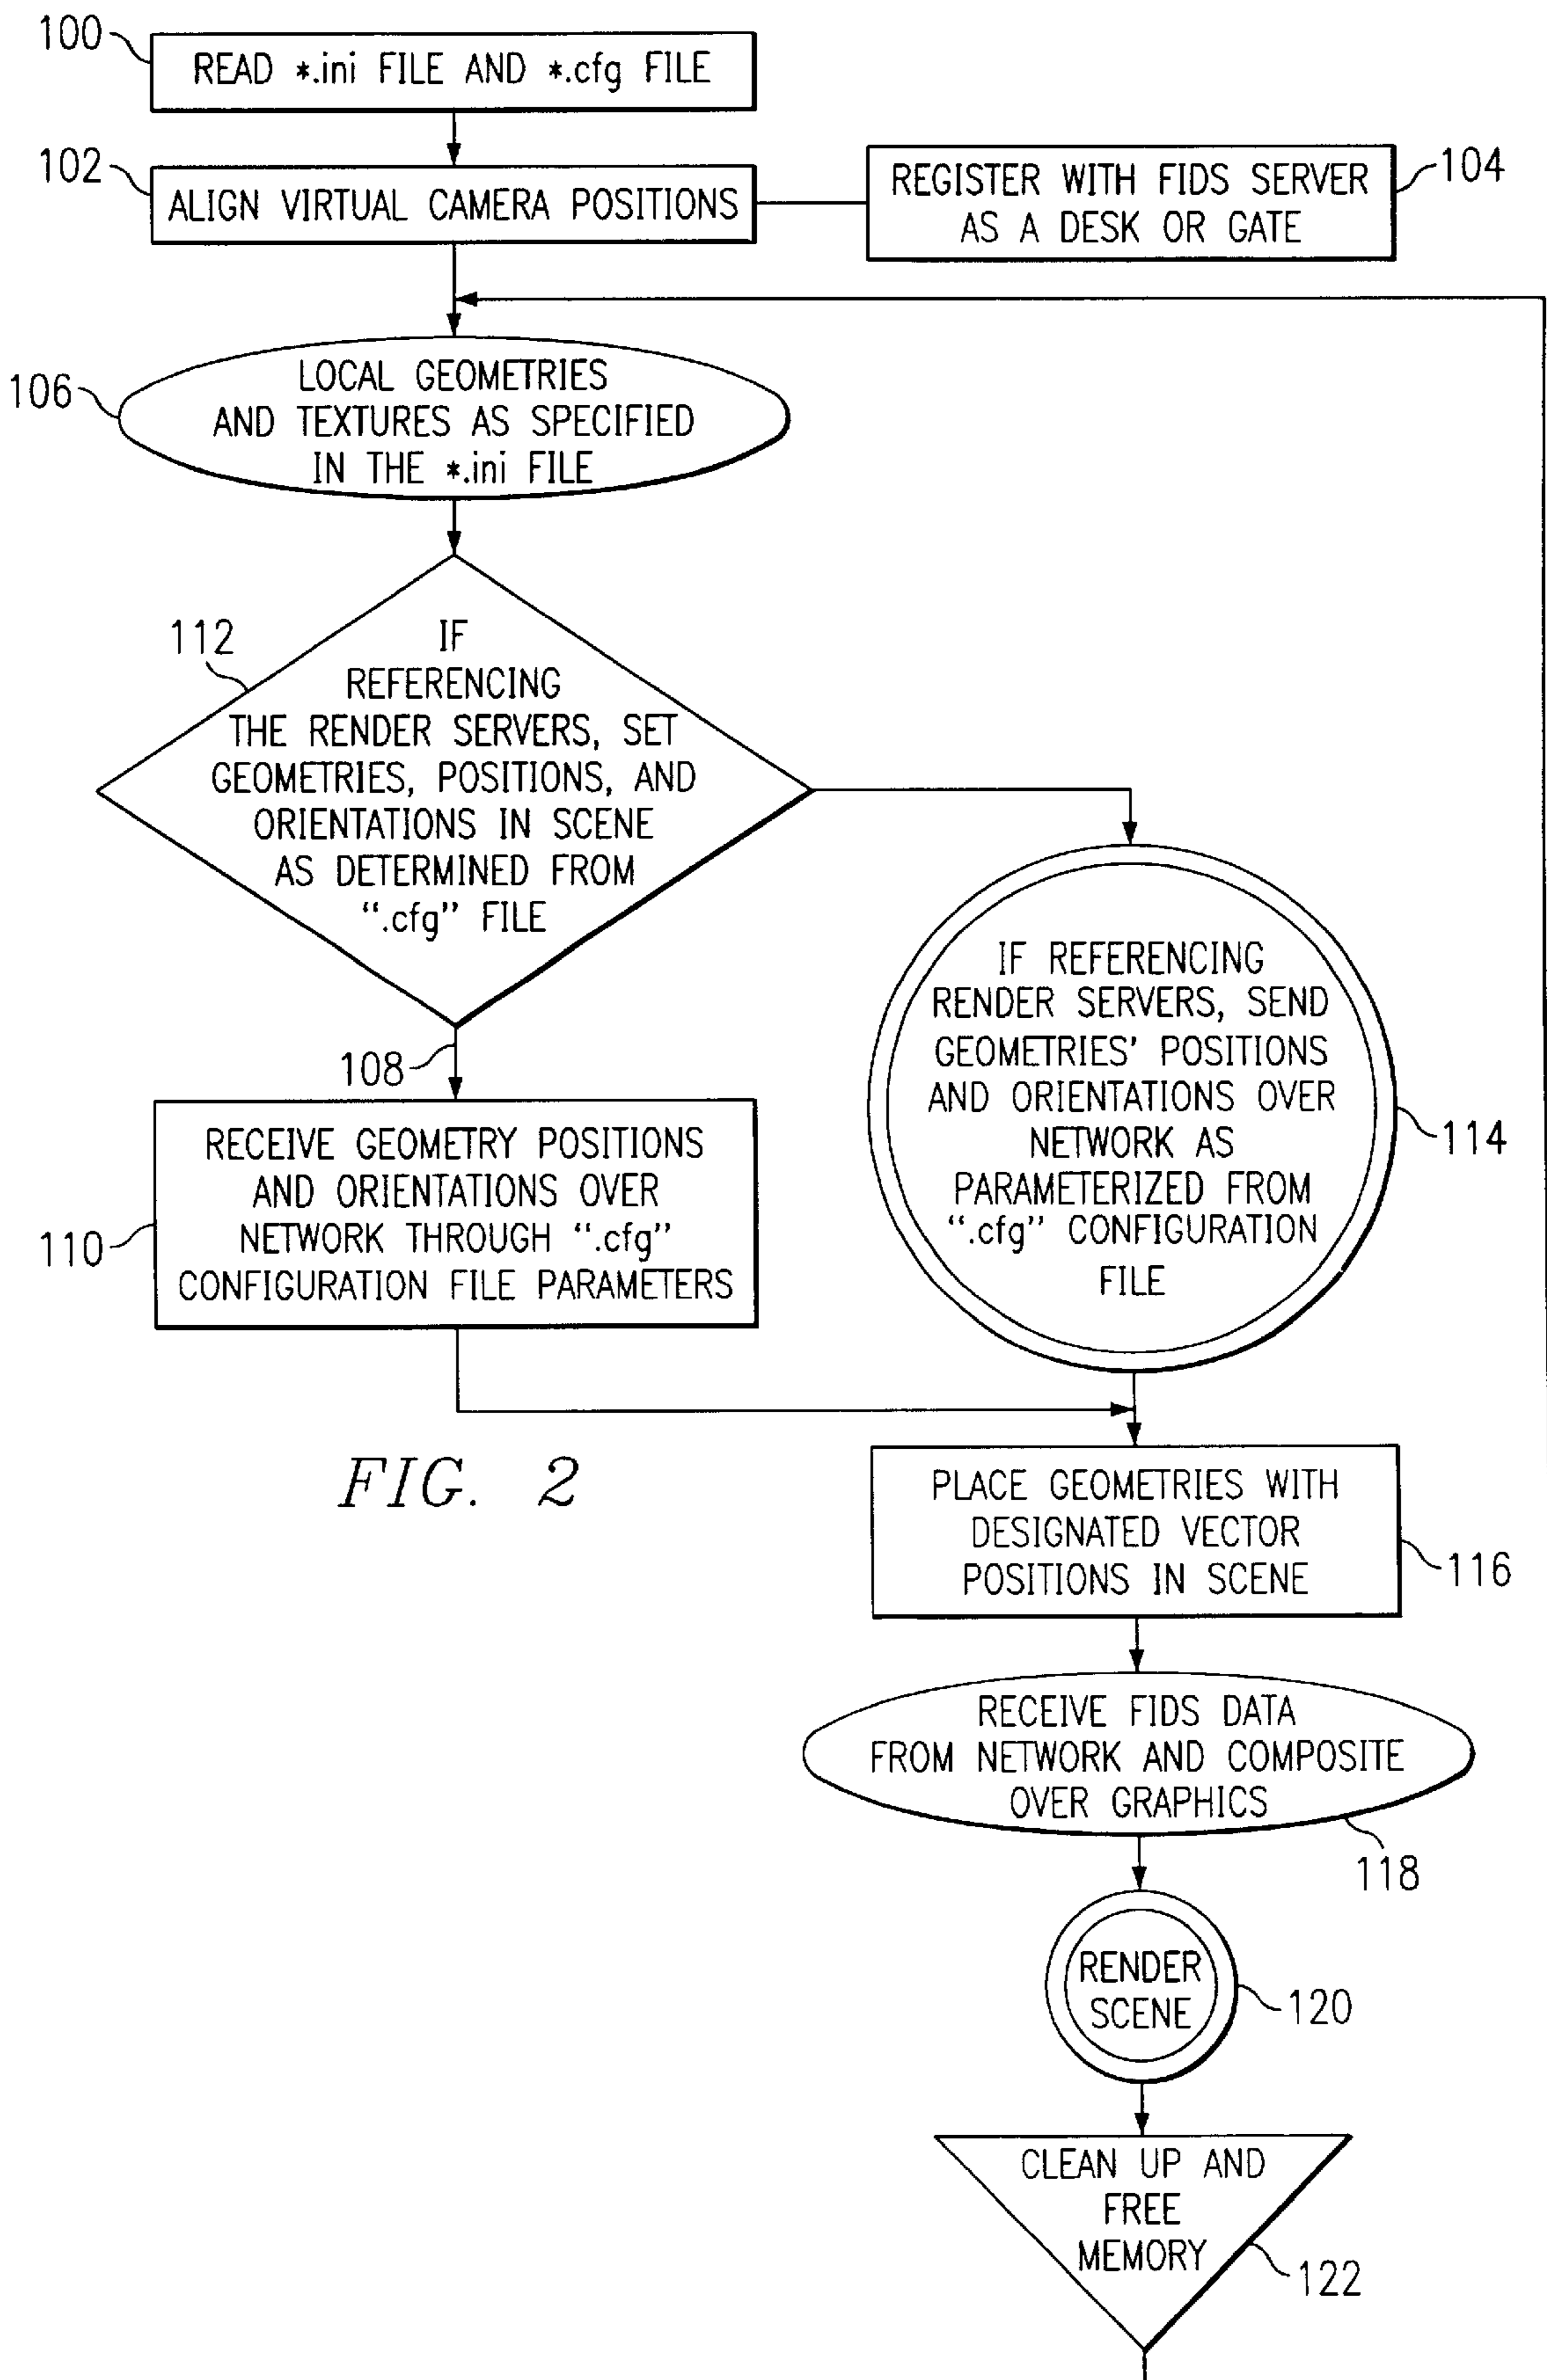 100
READ *.ini FILE AND *.cfg FILE
102
ALIGN VIRTUAL CAMERA POSITIONS
REGISTER WITH FIDS SERVER
AS A DESK OR GATE
104
106
LOCAL GEOMETRIES
AND TEXTURES AS SPECIFIED
IN THE *.ini FILE
112
IF
REFERENCING
THE RENDER SERVERS, SET
GEOMETRIES, POSITIONS, AND
ORIENTATIONS IN SCENE
AS DETERMINED FROM
“.cfg” FILE
108
IF REFERENCING
RENDER SERVERS, SEND
GEOMETRIES’ POSITIONS
AND ORIENTATIONS OVER
NETWORK AS
PARAMETERIZED FROM
“.cfg” CONFIGURATION
FILE
114
110
RECEIVE GEOMETRY POSITIONS
AND ORIENTATIONS OVER
NETWORK THROUGH “.cfg”
CONFIGURATION FILE PARAMETERS
FIG. 2
PLACE GEOMETRIES WITH
DESIGNATED VECTOR
POSITIONS IN SCENE
116
RECEIVE FIDS DATA
FROM NETWORK AND COMPOSITE
OVER GRAPHICS
118
RENDER
SCENE
120
CLEAN UP AND
FREE
MEMORY
122